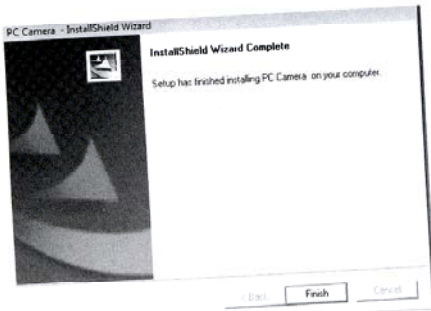 PC Camera - InstallShield Wizard
InstallShield Wizard Complete
Setup has finished installing PC Camera on your computer.
< Back
Finish
Cancel